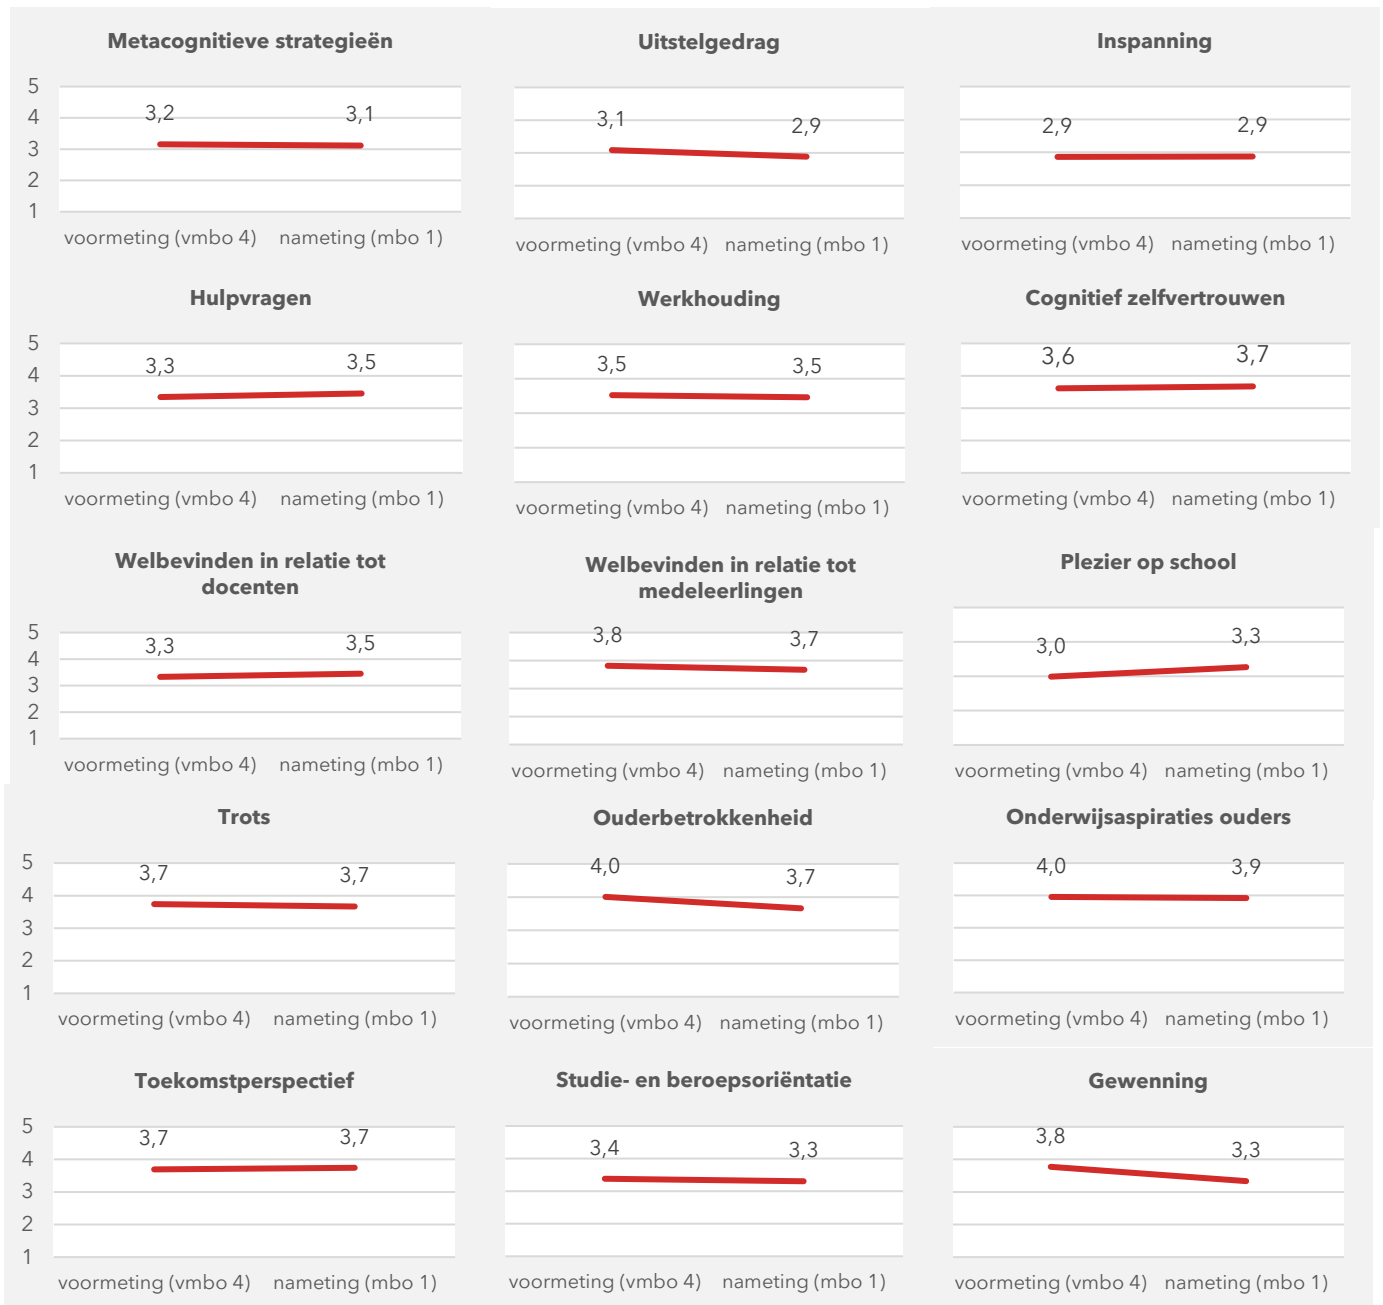 Metacognitieve strategieën
5
4
3
2
1
3,2
3,1
voormeting (vmbo 4) nameting (mbo 1)
Uitstelgedrag
3,1
2,9
voormeting (vmbo 4) nameting (mbo 1)
Inspanning
2,9
2,9
voormeting (vmbo 4) nameting (mbo 1)
Hulpvragen
5
4
3
2
1
3,3
3,5
voormeting (vmbo 4) nameting (mbo 1)
Werkhouding
3,5
3,5
voormeting (vmbo 4) nameting (mbo 1)
Cognitief zelfvertrouwen
3,6
3,7
voormeting (vmbo 4) nameting (mbo 1)
Welbevinden in relatie tot
docenten
5
4
3
2
1
3,3
3,5
voormeting (vmbo 4) nameting (mbo 1)
Welbevinden in relatie tot
medeleerlingen
3,8
3,7
voormeting (vmbo 4) nameting (mbo 1)
Plezier op school
3,0
3,3
voormeting (vmbo 4) nameting (mbo 1)
Trots
5
4
3
2
1
3,7
3,7
voormeting (vmbo 4) nameting (mbo 1)
Ouderbetrokkenheid
4,0
3,7
voormeting (vmbo 4) nameting (mbo 1)
Onderwijsaspiraties ouders
4,0
3,9
voormeting (vmbo 4) nameting (mbo 1)
Toekomstperspectief
5
4
3
2
1
3,7
3,7
voormeting (vmbo 4) nameting (mbo 1)
Studie- en beroepsoriëntatie
3,4
3,3
voormeting (vmbo 4) nameting (mbo 1)
Gewenning
3,8
3,3
voormeting (vmbo 4) nameting (mbo 1)